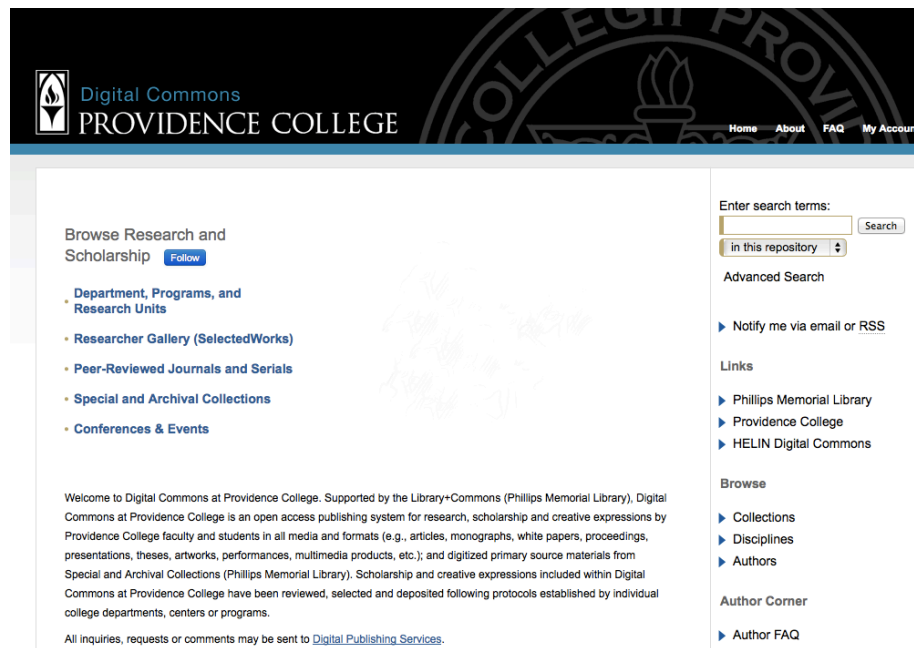 COLLEGII PROVI
Digital Commons
PROVIDENCE COLLEGE
Home About FAQ My Accoun
Browse Research and
Scholarship Follow
Department, Programs, and
Research Units
Researcher Gallery (SelectedWorks)
Peer-Reviewed Journals and Serials
Special and Archival Collections
Conferences & Events
Welcome to Digital Commons at Providence College. Supported by the Library+Commons (Phillips Memorial Library), Digital
Commons at Providence College is an open access publishing system for research, scholarship and creative expressions by
Providence College faculty and students in all media and formats (e.g., articles, monographs, white papers, proceedings,
presentations, theses, artworks, performances, multimedia products, etc.); and digitized primary source materials from
Special and Archival Collections (Phillips Memorial Library). Scholarship and creative expressions included within Digital
Commons at Providence College have been reviewed, selected and deposited following protocols established by individual
college departments, centers or programs.
All inquiries, requests or comments may be sent to Digital Publishing Services.
Enter search terms:
Search
in this repository
Advanced Search
Notify me via email or RSS
Links
Phillips Memorial Library
Providence College
HELIN Digital Commons
Browse
Collections
Disciplines
Authors
Author Corner
Author FAQ